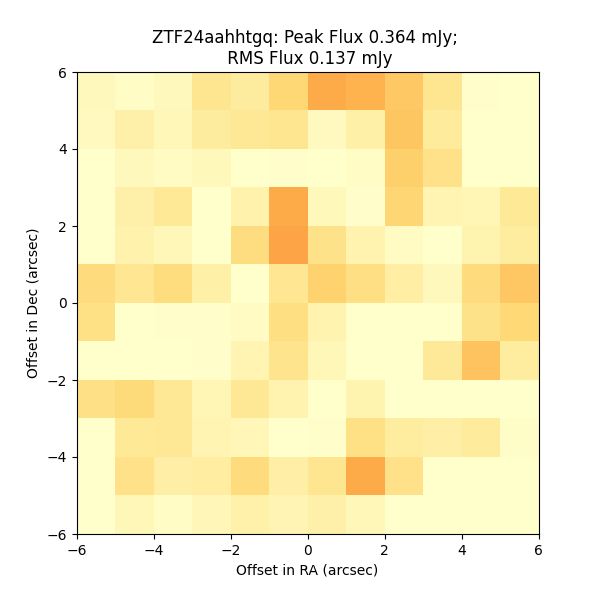 ZTF24aahhtgq: Peak Flux 0.364 mJy;
RMS Flux 0.137 mJy
6
4
2
0
−2
−4
−6
Offset in Dec (arcsec)
−6 −4 −2 0 2 4 6
Offset in RA (arcsec)